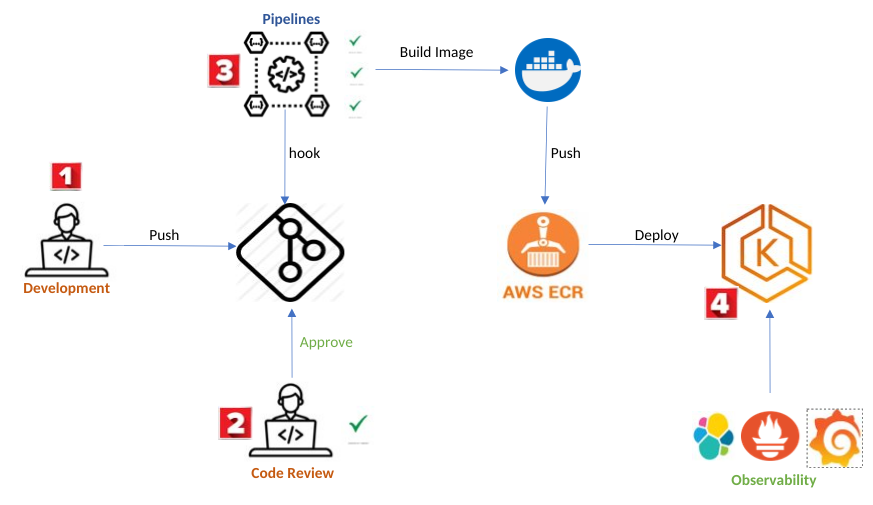 Pipelines
{...}
{...}
3
</>
Build Image
{...}
{...}
hook
Push
1
</>
Push
Development
AWS ECR
Deploy
K
4
Approve
2
</>
Code Review
Observability